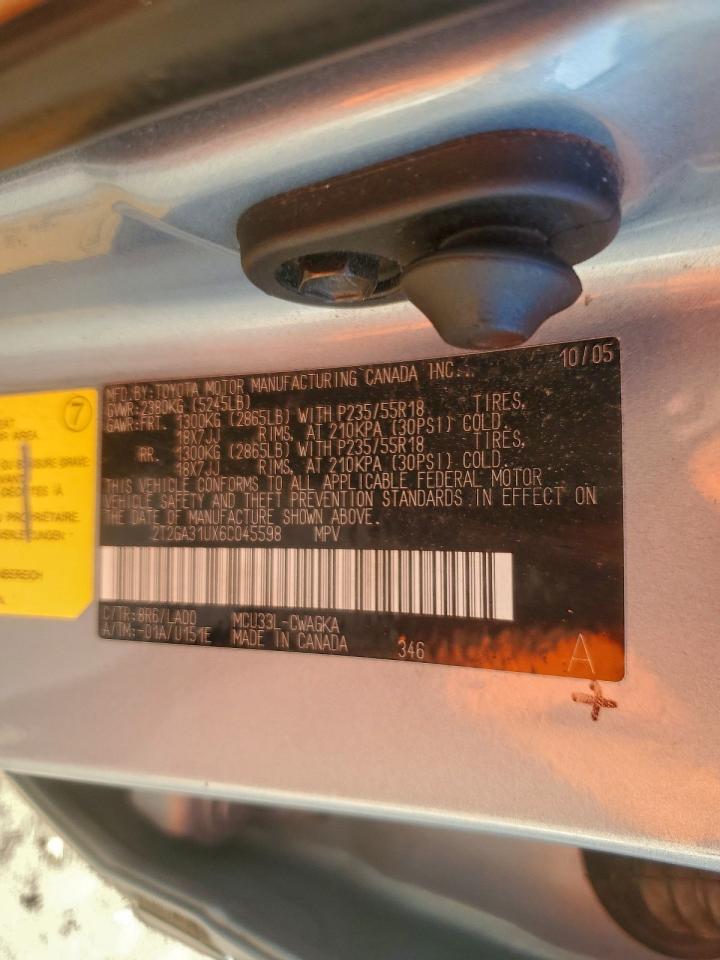 10/05
MFD.BY:TOYOTA MOTOR MANUFACTURING CANADA INC.
GVWR:2380KG (5245LB)
GAWR:FRT. 1300KG (2865LB) WITH P235/55R18 TIRES,
18X7JJ RIMS, AT 210KPA (30PSI) COLD.
RR. 1300KG (2865LB) WITH P235/55R18 TIRES,
18X7JJ RIMS, AT 210KPA (30PSI) COLD.
THIS VEHICLE CONFORMS TO ALL APPLICABLE FEDERAL MOTOR
VEHICLE SAFETY AND THEFT PREVENTION STANDARDS IN EFFECT ON
THE DATE OF MANUFACTURE SHOWN ABOVE.
2T2GA31UX6C045598 MPV
C/TR:8R6/LA00 MCU33L-CWAGKA
A/TM:-01A/U151E MADE IN CANADA 346 A
7
AREA.
GRAVE
À
PROPRIÉTAIRE.